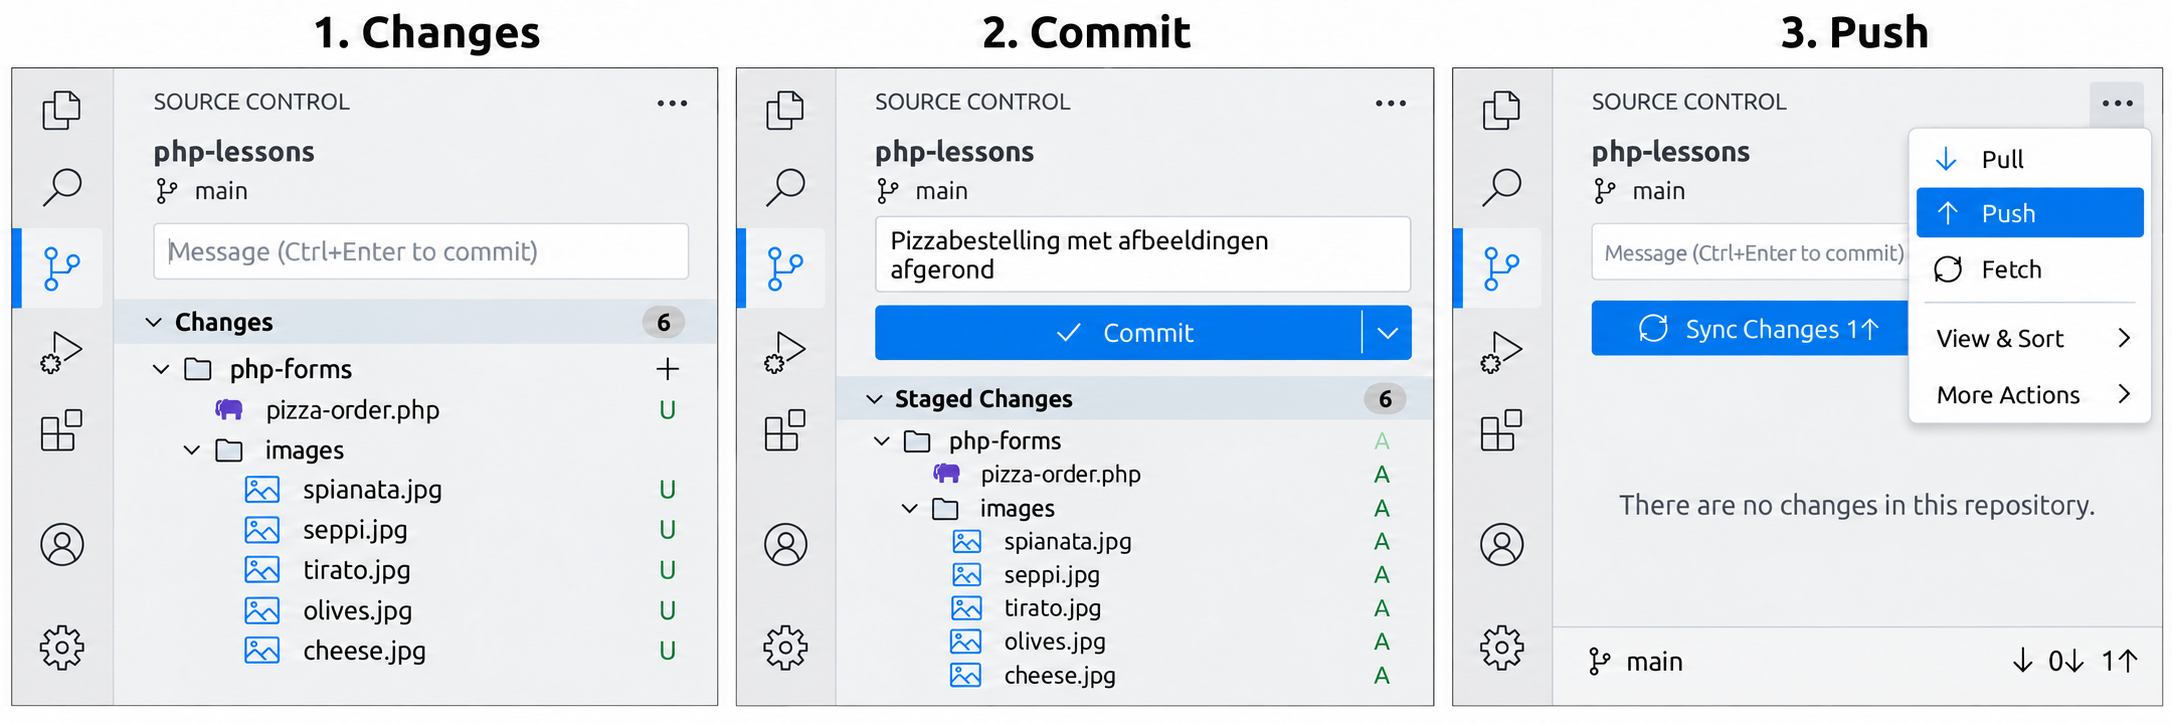 1. Changes
SOURCE CONTROL ...
php-lessons
main
Message (Ctrl+Enter to commit)
Changes 6
php-forms +
pizza-order.php U
images
spianata.jpg U
seppi.jpg U
tirato.jpg U
olives.jpg U
cheese.jpg U
2. Commit
SOURCE CONTROL ...
php-lessons
main
Pizzabestelling met afbeeldingen
afgerond
Commit
Staged Changes 6
php-forms A
pizza-order.php A
images A
spianata.jpg A
seppi.jpg A
tirato.jpg A
olives.jpg A
cheese.jpg A
3. Push
SOURCE CONTROL ...
php-lessons
main
Message (Ctrl+Enter to commit)
Sync Changes 1↑
Pull
Push
Fetch
View & Sort
More Actions
There are no changes in this repository.
main ↓ 0↓ 1↑